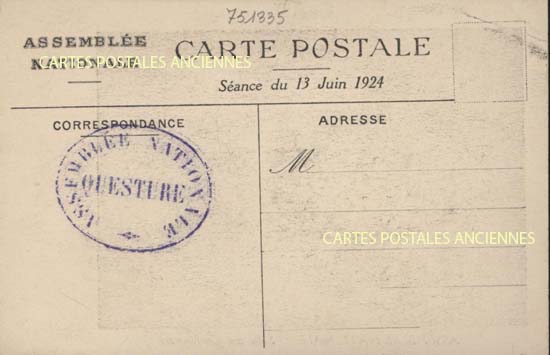 751335
ASSEMBLÉE
NATIONALE
CARTE POSTALE
CARTES POSTALES ANCIENNES
Séance du 13 Juin 1924
CORRESPONDANCE
ADRESSE
ASSEMBLÉE NATIONALE
QUESTURE
M
CARTES POSTALES ANCIENNES